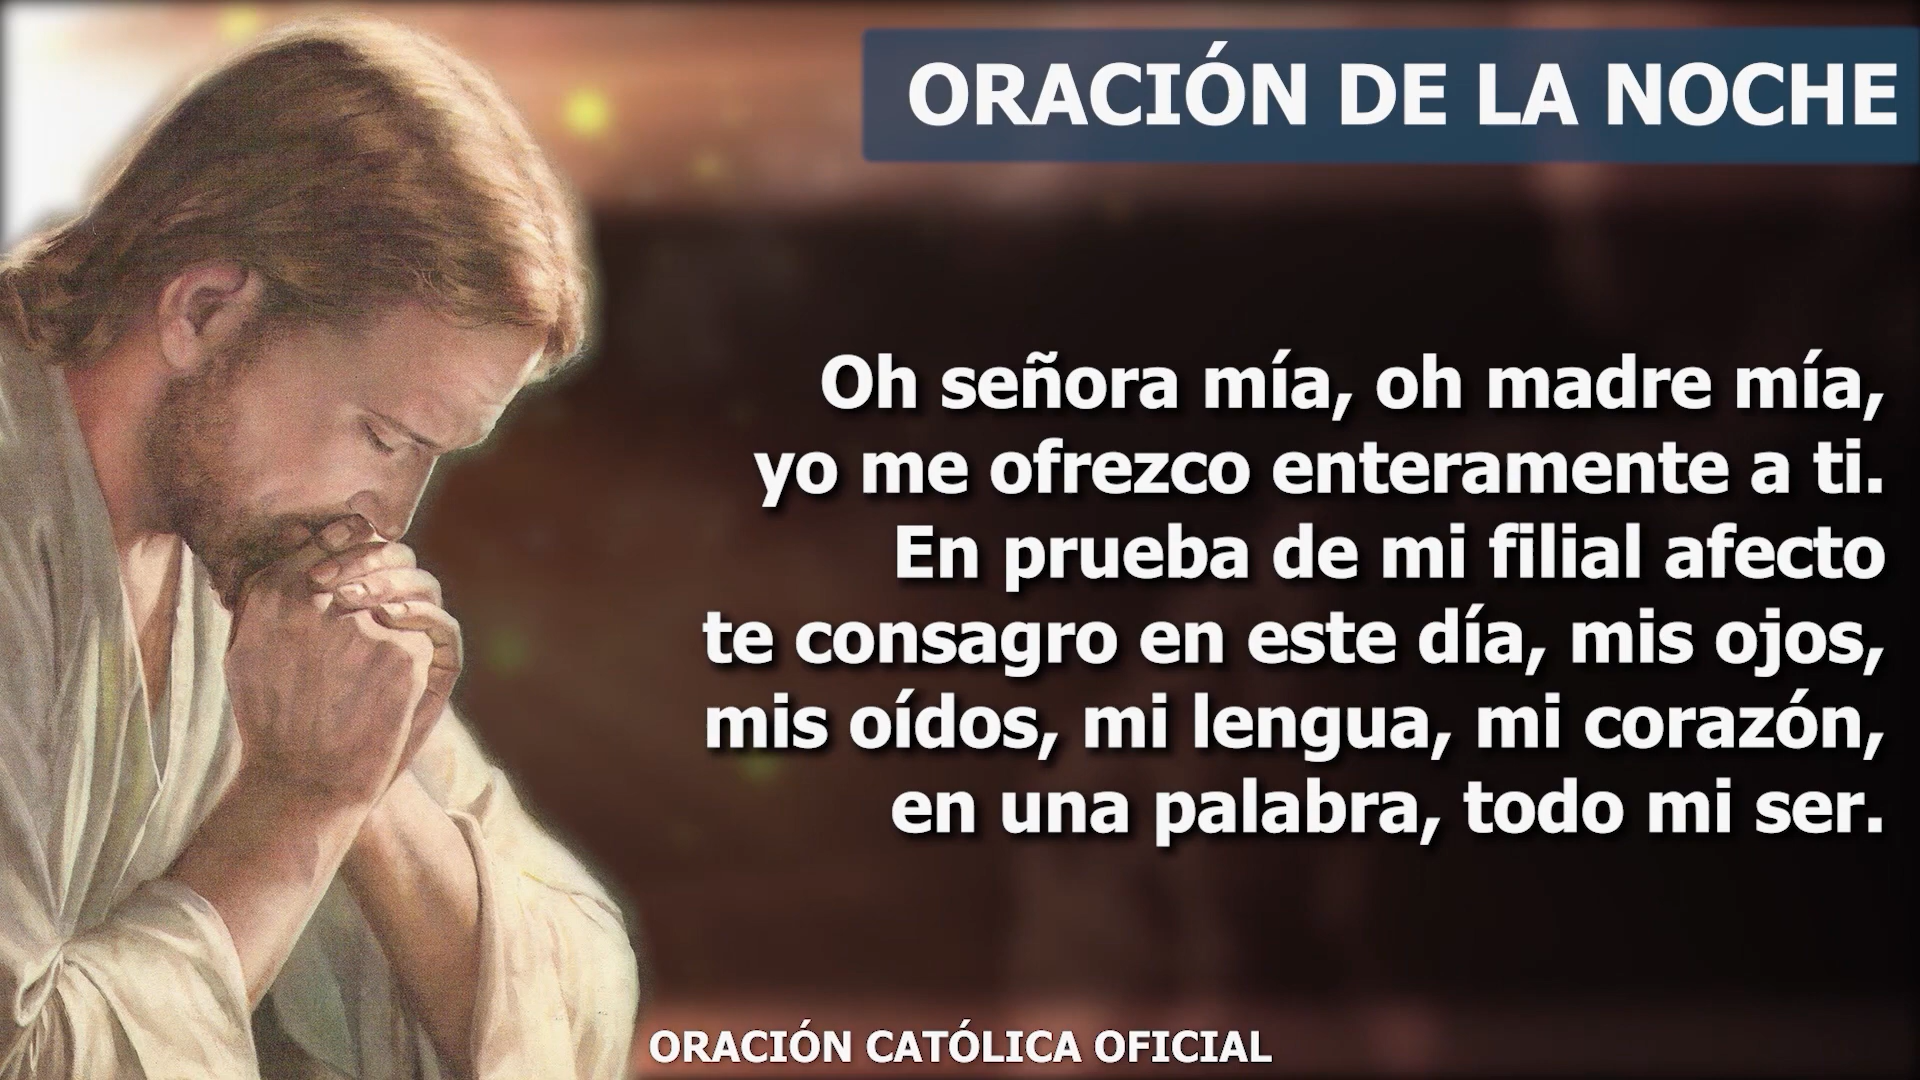 ORACIÓN DE LA NOCHE
Oh señora mía, oh madre mía,
yo me ofrezco enteramente a ti.
En prueba de mi filial afecto
te consagro en este día, mis ojos,
mis oídos, mi lengua, mi corazón,
en una palabra, todo mi ser.
ORACIÓN CATÓLICA OFICIAL